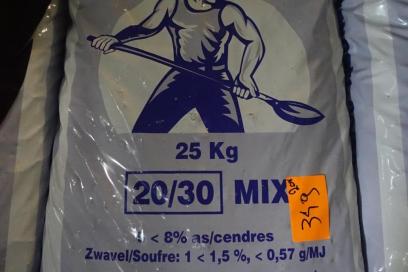 25 Kg
20/30 MIX
< 8% as/cendres
Zwavel/Soufre: 1 < 1,5 %, < 0,57 g/MJ